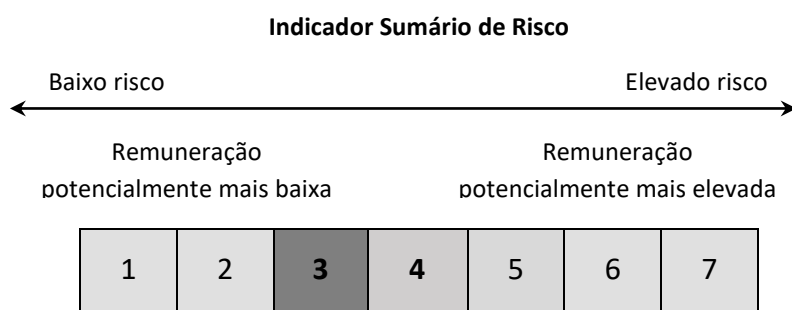 Indicador Sumário de Risco
Baixo risco Elevado risco
Remuneração Remuneração
potencialmente mais baixa potencialmente mais elevada
1 2 3 4 5 6 7